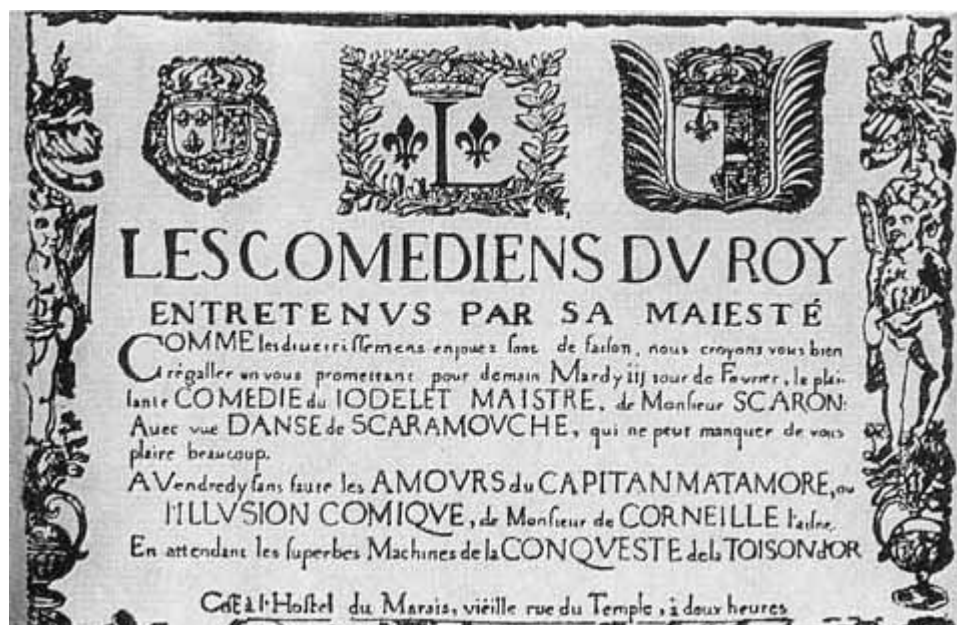 L
LES COMEDIENS DV ROY
ENTRETENVS PAR SA MAIESTÉ
COMME les diuertissemens enjouez sont de saison, nous croyons vous bien
régaller en vous promettant pour demain Mardy iij iour de Fevrier, la plai-
sante COMEDIE du IODELET MAISTRE, de Monsieur SCARON:
Auec vne DANSE de SCARAMOVCHE, qui ne peut manquer de vous
plaire beaucoup.
A Vendredy sans faute les AMOVRS du CAPITAN MATAMORE, ou
l'ILLVSION COMIQVE, de Monsieur de CORNEILLE l'aisne.
En attendant les superbes Machines de la CONQVESTE de la TOISON d'OR
C'est à l'Hostel du Marais, vieille rue du Temple, à deux heures